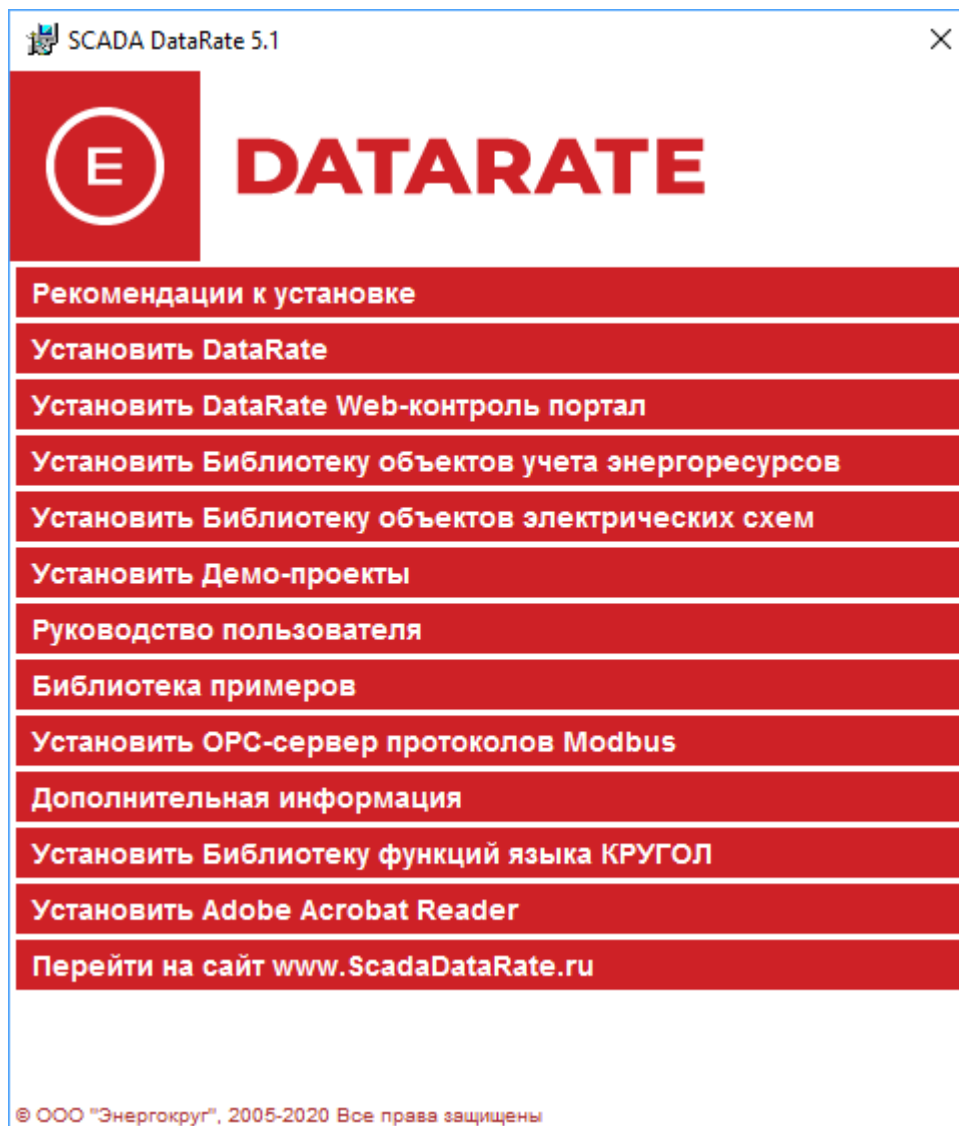 SCADA DataRate 5.1
E
DATARATE
Рекомендации к установке
Установить DataRate
Установить DataRate Web-контроль портал
Установить Библиотеку объектов учета энергоресурсов
Установить Библиотеку объектов электрических схем
Установить Демо-проекты
Руководство пользователя
Библиотека примеров
Установить OPC-сервер протоколов Modbus
Дополнительная информация
Установить Библиотеку функций языка КРУГОЛ
Установить Adobe Acrobat Reader
Перейти на сайт www.ScadaDataRate.ru
© ООО "Энергокруг", 2005-2020 Все права защищены